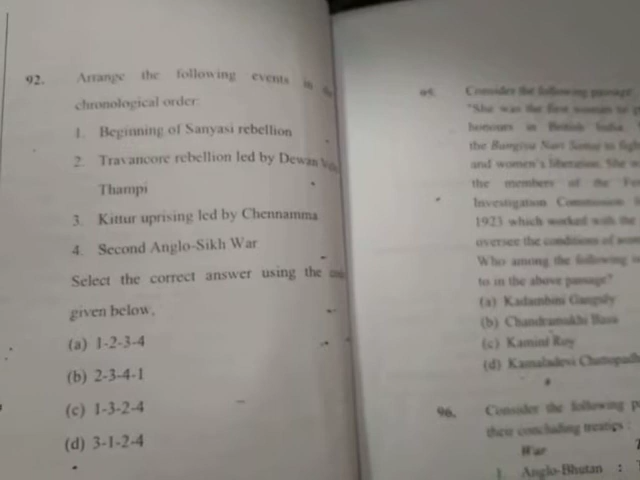 92. Arrange the following events in the
chronological order:
1. Beginning of Sanyasi rebellion
2. Travancore rebellion led by Dewan
Thampi
3. Kittur uprising led by Chennamma
4. Second Anglo-Sikh War
Select the correct answer using the
given below.
(a) 1-2-3-4
(b) 2-3-4-1
(c) 1-3-2-4
(d) 3-1-2-4
Consider the following passage
"She was the first woman to
honours in British India.
the Bangiya Nari Samaj to fight
and women's liberation. She
the members of the
Investigation Commission
1923 which worked with the
oversee the conditions of
Who among the following
to in the above passage?
(a) Kadambini Ganguly
(b) Chandramukhi Basu
(c) Kamini Roy
(d) Kamaladevi
96. Consider the following
their concluding treaties :
War
1. Anglo-Bhutan :